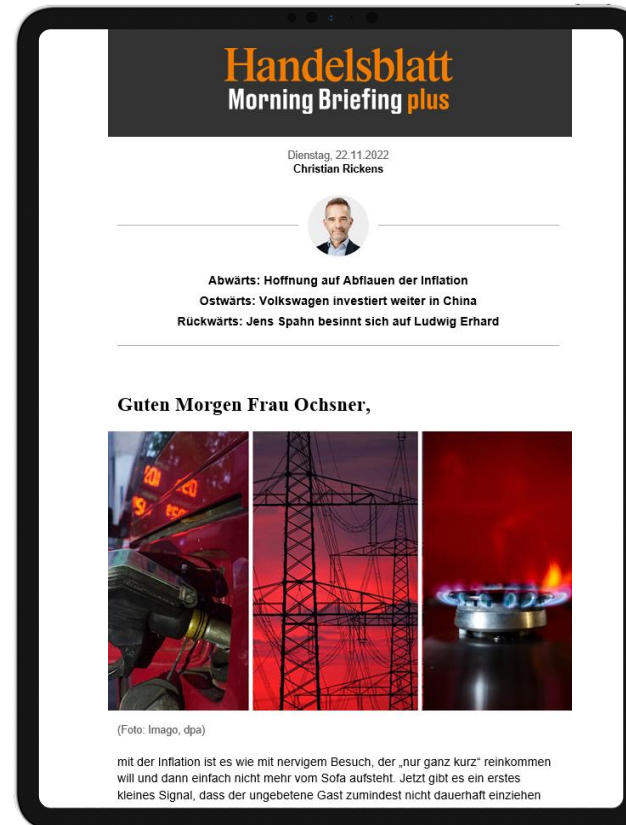 Handelsblatt
Morning Briefing plus
Dienstag, 22.11.2022
Christian Rickens
Abwärts: Hoffnung auf Abflauen der Inflation
Ostwärts: Volkswagen investiert weiter in China
Rückwärts: Jens Spahn besinnt sich auf Ludwig Erhard
Guten Morgen Frau Ochsner,
(Foto: Imago, dpa)
mit der Inflation ist es wie mit nervigem Besuch, der „nur ganz kurz“ reinkommen
will und dann einfach nicht mehr vom Sofa aufsteht. Jetzt gibt es ein erstes
kleines Signal, dass der ungebetene Gast zumindest nicht dauerhaft einziehen